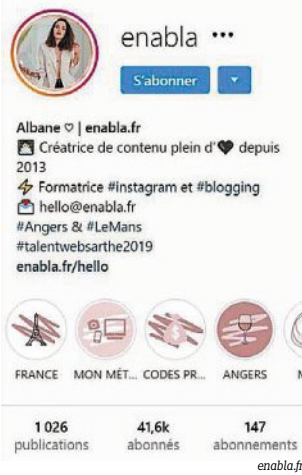 enabla •••
S'abonner
Albane ♡ | enabla.fr
Créatrice de contenu plein d'🖤 depuis
2013
⚡ Formatrice #instagram et #blogging
📩 hello@enabla.fr
#Angers & #LeMans
#talentwebsarthe2019
enabla.fr/hello
FRANCE MON MÉT... CODES PR... ANGERS
1 026 41,6k 147
publications abonnés abonnements